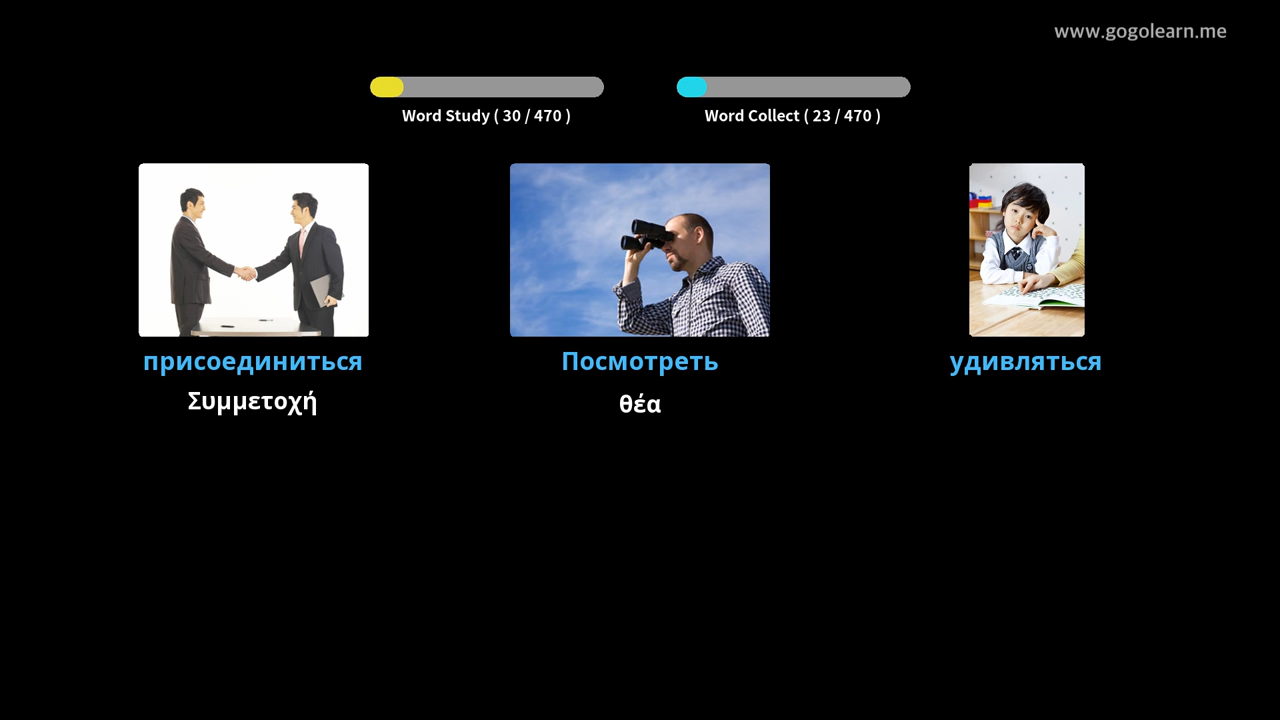 www.gogolearn.me
Word Study ( 30 / 470 )
Word Collect ( 23 / 470 )
присоединиться
Συμμετοχή
Посмотреть
θέα
удивляться